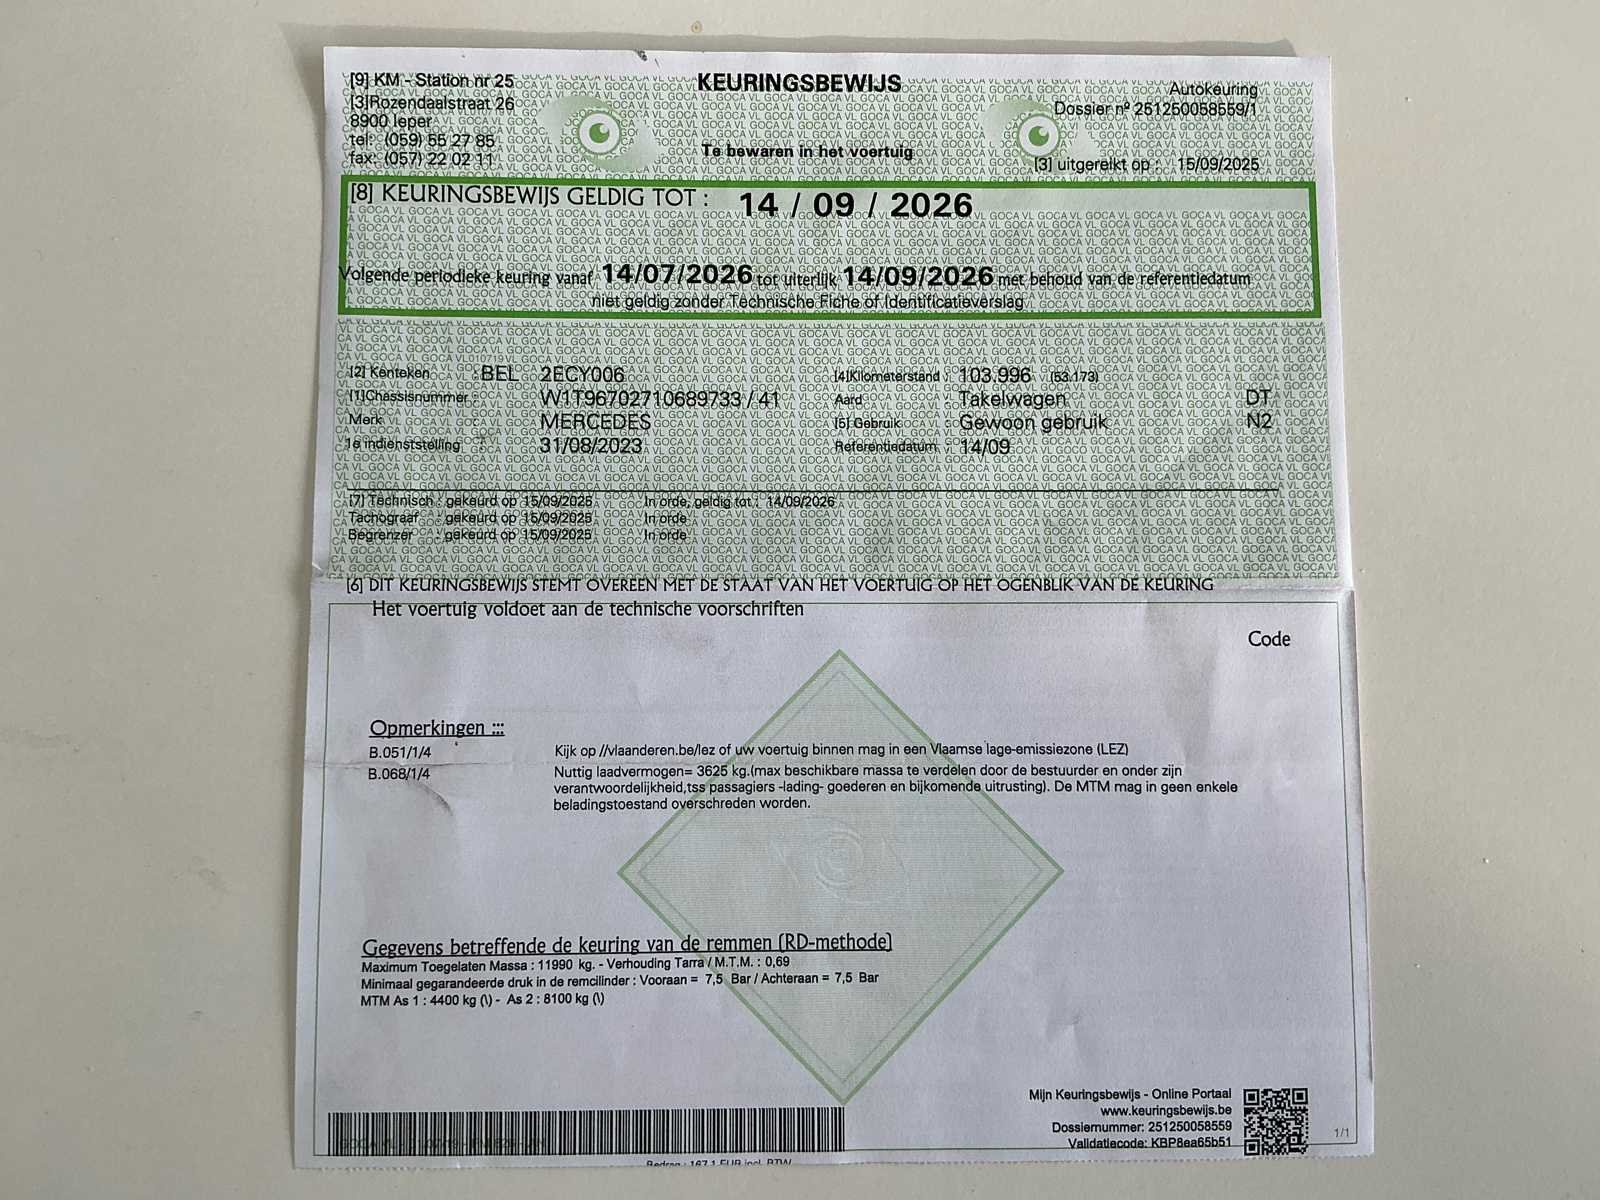 [9] KM - Station nr 25
[3]Rozendaalstraat 26
8900 Ieper
tel: (059) 55 27 85
fax: (057) 22 02 11
KEURINGSBEWIJS
Te bewaren in het voertuig
Autokeuring
Dossier nº 251250058559/1
[3] uitgereikt op : 15/09/2025
[8] KEURINGSBEWIJS GELDIG TOT : 14 / 09 / 2026
Volgende periodieke keuring vanaf 14/07/2026 tot uiterlijk 14/09/2026 met behoud van de referentiedatum
niet geldig zonder Technische Fiche of Identificatieverslag
[2] Kenteken : BEL 2ECY006
[4]Kilometerstand : 103.996 (53.173)
[1]Chassisnummer : W1T96702710689733 / 41
Aard : Takelwagen DT
Merk : MERCEDES
[5] Gebruik : Gewoon gebruik N2
1e indienststelling : 31/08/2023
Referentiedatum : 14/09
[7] Technisch : gekeurd op 15/09/2025 In orde, geldig tot : 14/09/2026
Tachograaf : gekeurd op 15/09/2025 In orde
Begrenzer : gekeurd op 15/09/2025 In orde
[6] DIT KEURINGSBEWIJS STEMT OVEREEN MET DE STAAT VAN HET VOERTUIG OP HET OGENBLIK VAN DE KEURING
Het voertuig voldoet aan de technische voorschriften
Code
Opmerkingen :::
B.051/1/4 Kijk op //vlaanderen.be/lez of uw voertuig binnen mag in een Vlaamse lage-emissiezone (LEZ)
B.068/1/4 Nuttig laadvermogen= 3625 kg.(max beschikbare massa te verdelen door de bestuurder en onder zijn
verantwoordelijkheid,tss passagiers -lading- goederen en bijkomende uitrusting). De MTM mag in geen enkele
beladingstoestand overschreden worden.
Gegevens betreffende de keuring van de remmen (RD-methode)
Maximum Toegelaten Massa : 11990 kg. - Verhouding Tarra / M.T.M. : 0,69
Minimaal gegarandeerde druk in de remcilinder : Vooraan = 7,5 Bar / Achteraan = 7,5 Bar
MTM As 1 : 4400 kg (\) - As 2 : 8100 kg (\)
Mijn Keuringsbewijs - Online Portaal
www.keuringsbewijs.be
Dossiernummer: 251250058559
Validatiecode: KBP8ea65b51
1/1
Bedrag : 167,1 EUR incl. BTW